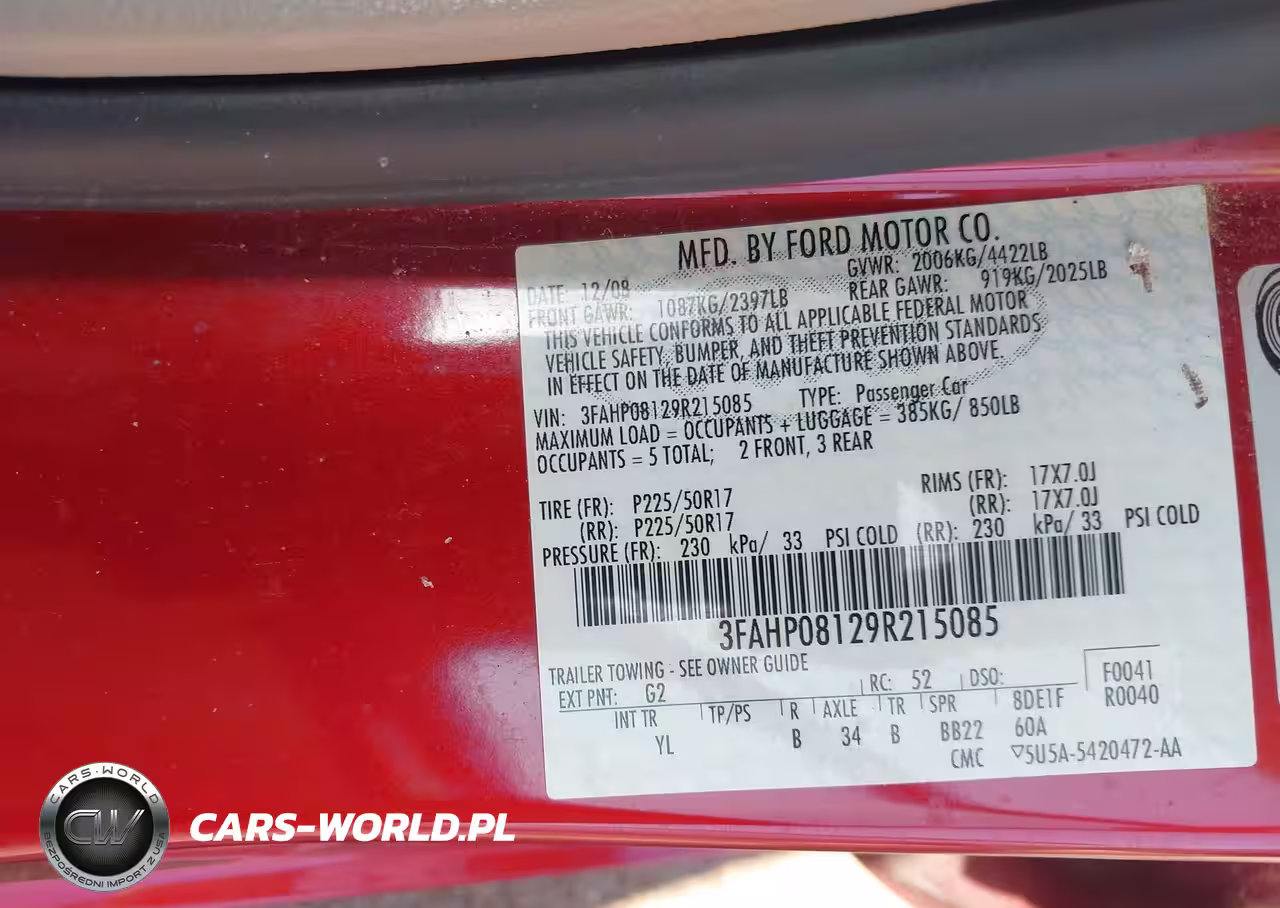 MFD. BY FORD MOTOR CO.
DATE: 12/08 GVWR: 2006KG/4422LB
FRONT GAWR: 1087KG/2397LB REAR GAWR: 919KG/2025LB
THIS VEHICLE CONFORMS TO ALL APPLICABLE FEDERAL MOTOR
VEHICLE SAFETY, BUMPER, AND THEFT PREVENTION STANDARDS
IN EFFECT ON THE DATE OF MANUFACTURE SHOWN ABOVE.
VIN: 3FAHP08129R215085 TYPE: Passenger Car
MAXIMUM LOAD = OCCUPANTS + LUGGAGE = 385KG/ 850LB
OCCUPANTS = 5 TOTAL; 2 FRONT, 3 REAR
TIRE (FR): P225/50R17 RIMS (FR): 17X7.0J
(RR): P225/50R17 (RR): 17X7.0J
PRESSURE (FR): 230 kPa/ 33 PSI COLD (RR): 230 kPa/ 33 PSI COLD
3FAHP08129R215085
TRAILER TOWING - SEE OWNER GUIDE
EXT PNT: G2 RC: 52 DSO: F0041
INT TR TP/PS R AXLE TR SPR 8DE1F R0040
YL B 34 B BB22 60A
CMC ▽5U5A-5420472-AA
CARS-WORLD
CW
BEZPOŚREDNI IMPORT Z USA
CARS-WORLD.PL